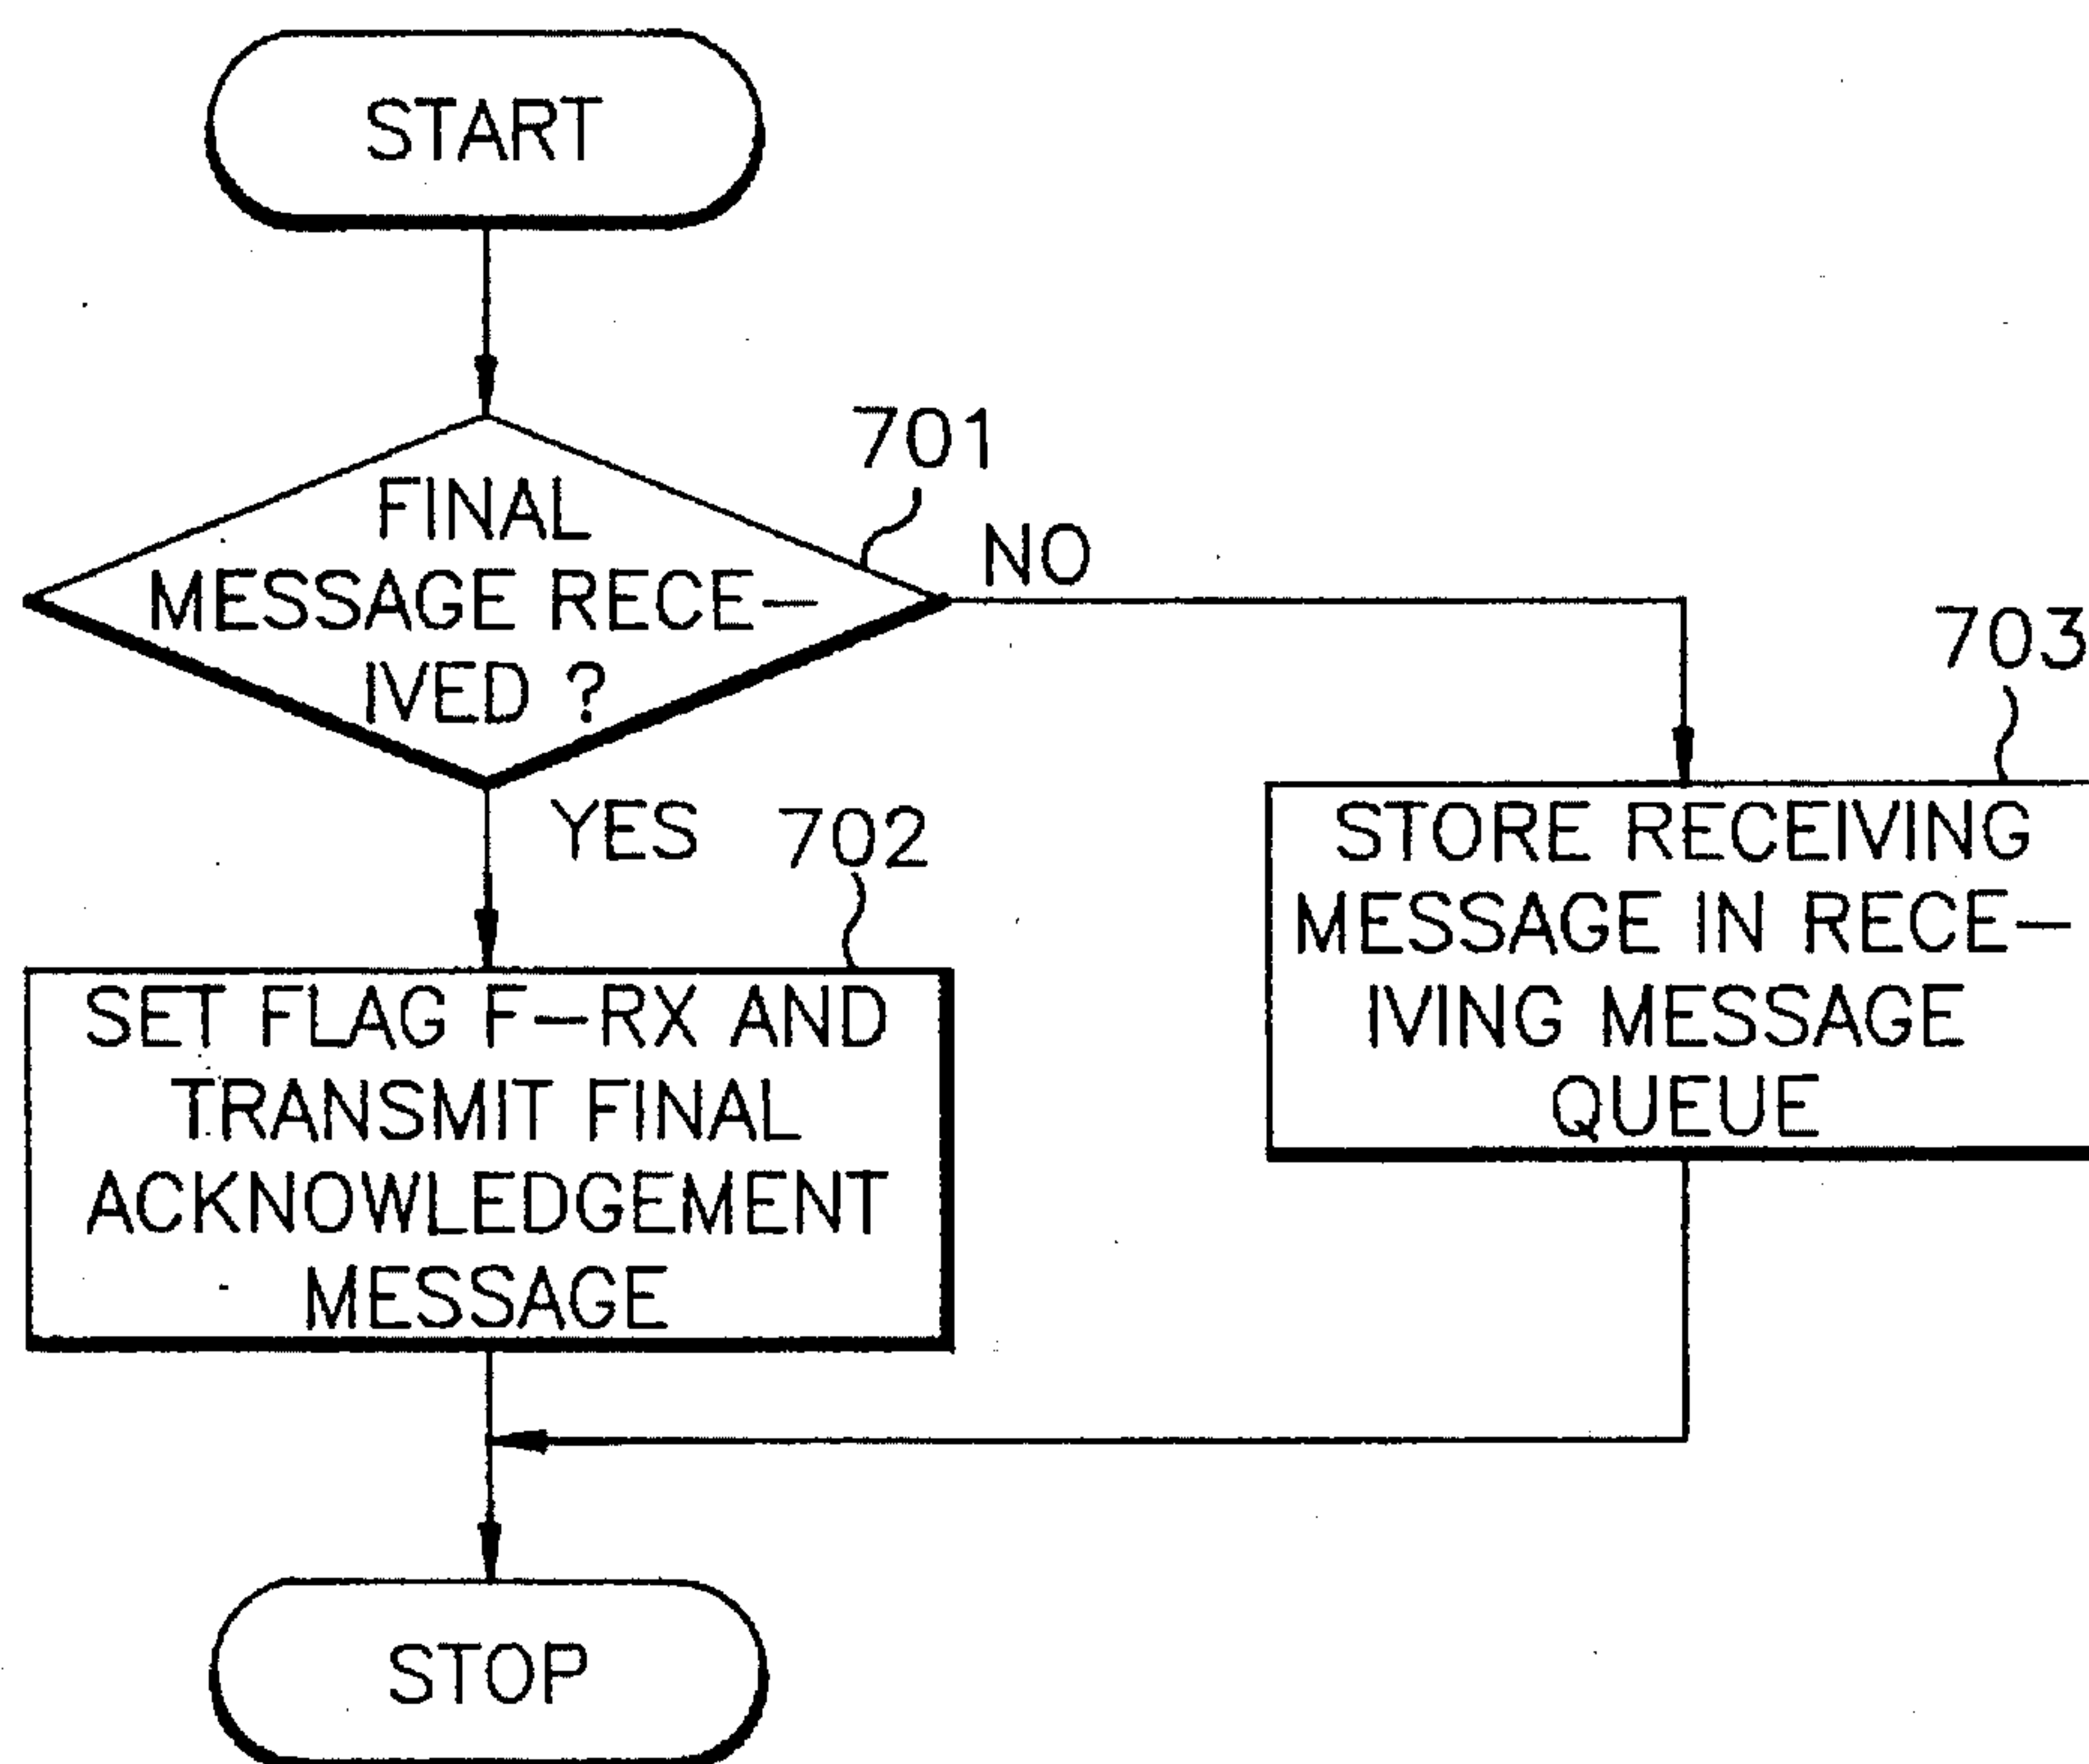 START
701
FINAL
MESSAGE RECE-
IVED ?
NO
YES
702
SET FLAG F-RX AND
TRANSMIT FINAL
ACKNOWLEDGEMENT
MESSAGE
703
STORE RECEIVING
MESSAGE IN RECE-
IVING MESSAGE
QUEUE
STOP